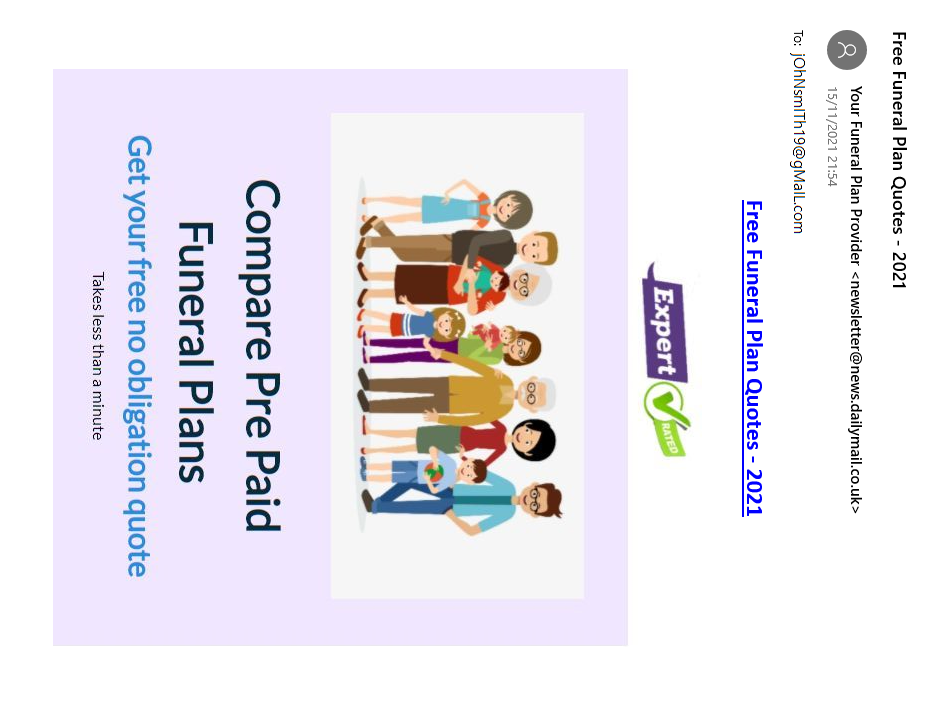 Free Funeral Plan Quotes - 2021
Your Funeral Plan Provider <newsletter@news.dailymail.co.uk>
15/11/2021 21:54
To: jOhNsmITh19@gMaIL.com
Free Funeral Plan Quotes - 2021
Expert
RATED
Compare Pre Paid
Funeral Plans
Get your free no obligation quote
Takes less than a minute